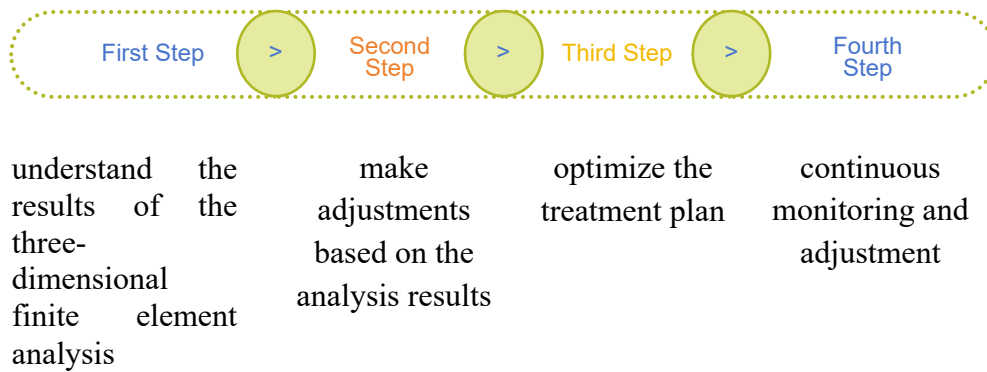 First Step
>
Second
Step
>
Third Step
>
Fourth
Step
understand the
results of the
three-
dimensional
finite element
analysis
make
adjustments
based on the
analysis results
optimize the
treatment plan
continuous
monitoring and
adjustment